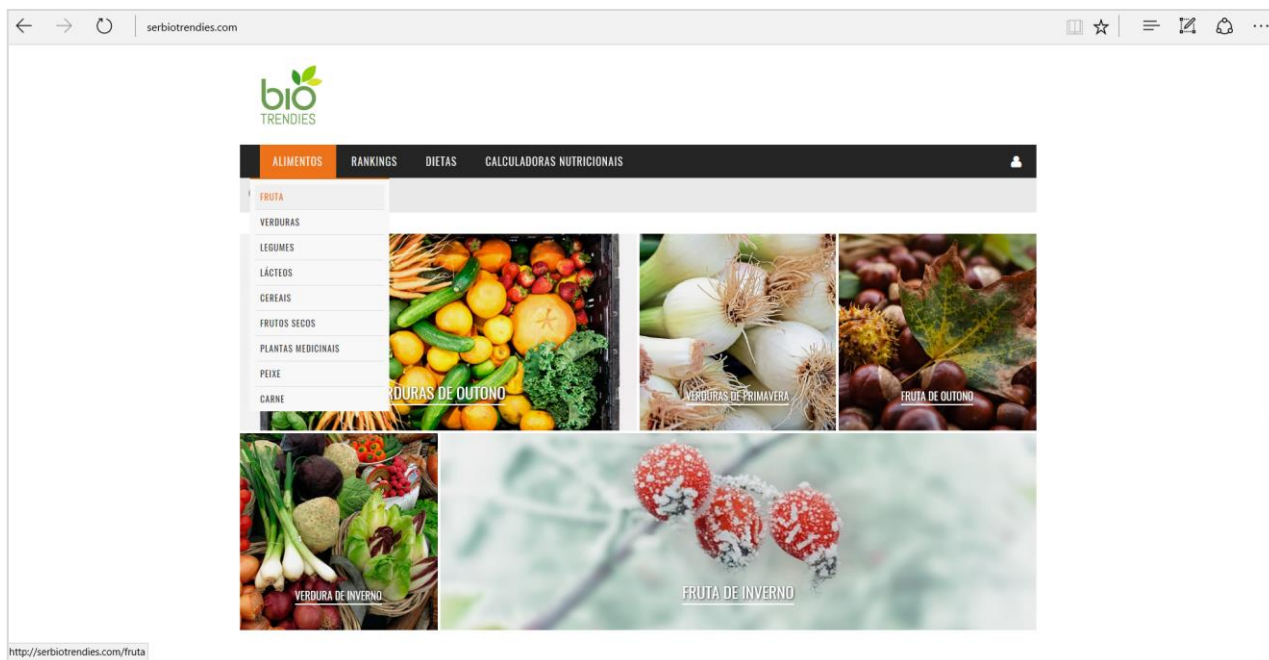 serbiotrendies.com
bio
TRENDIES
ALIMENTOS RANKINGS DIETAS CALCULADORAS NUTRICIONAIS
FRUTA
VERDURAS
LEGUMES
LÁCTEOS
CEREAIS
FRUTOS SECOS
PLANTAS MEDICINAIS
PEIXE
CARNE
RDURAS DE OUTONO
VERDURAS DE PRIMAVERA
FRUTA DE OUTONO
VERDURA DE INVERNO
FRUTA DE INVERNO
http://serbiotrendies.com/fruta